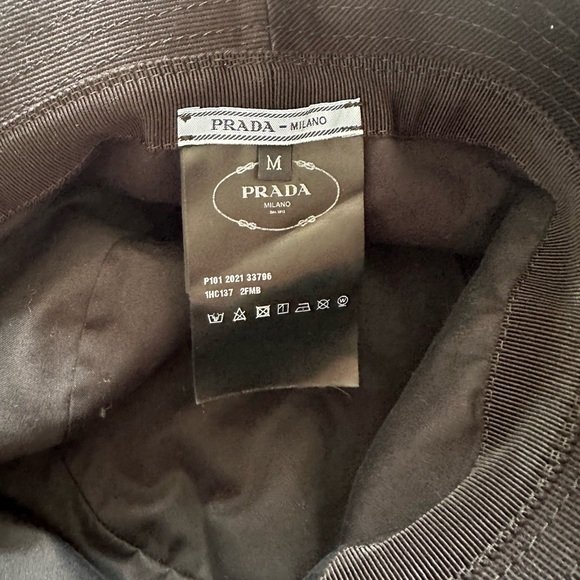 PRADA - MILANO
M
PRADA
MILANO
P101 2021 33796
1HC137 2FMB